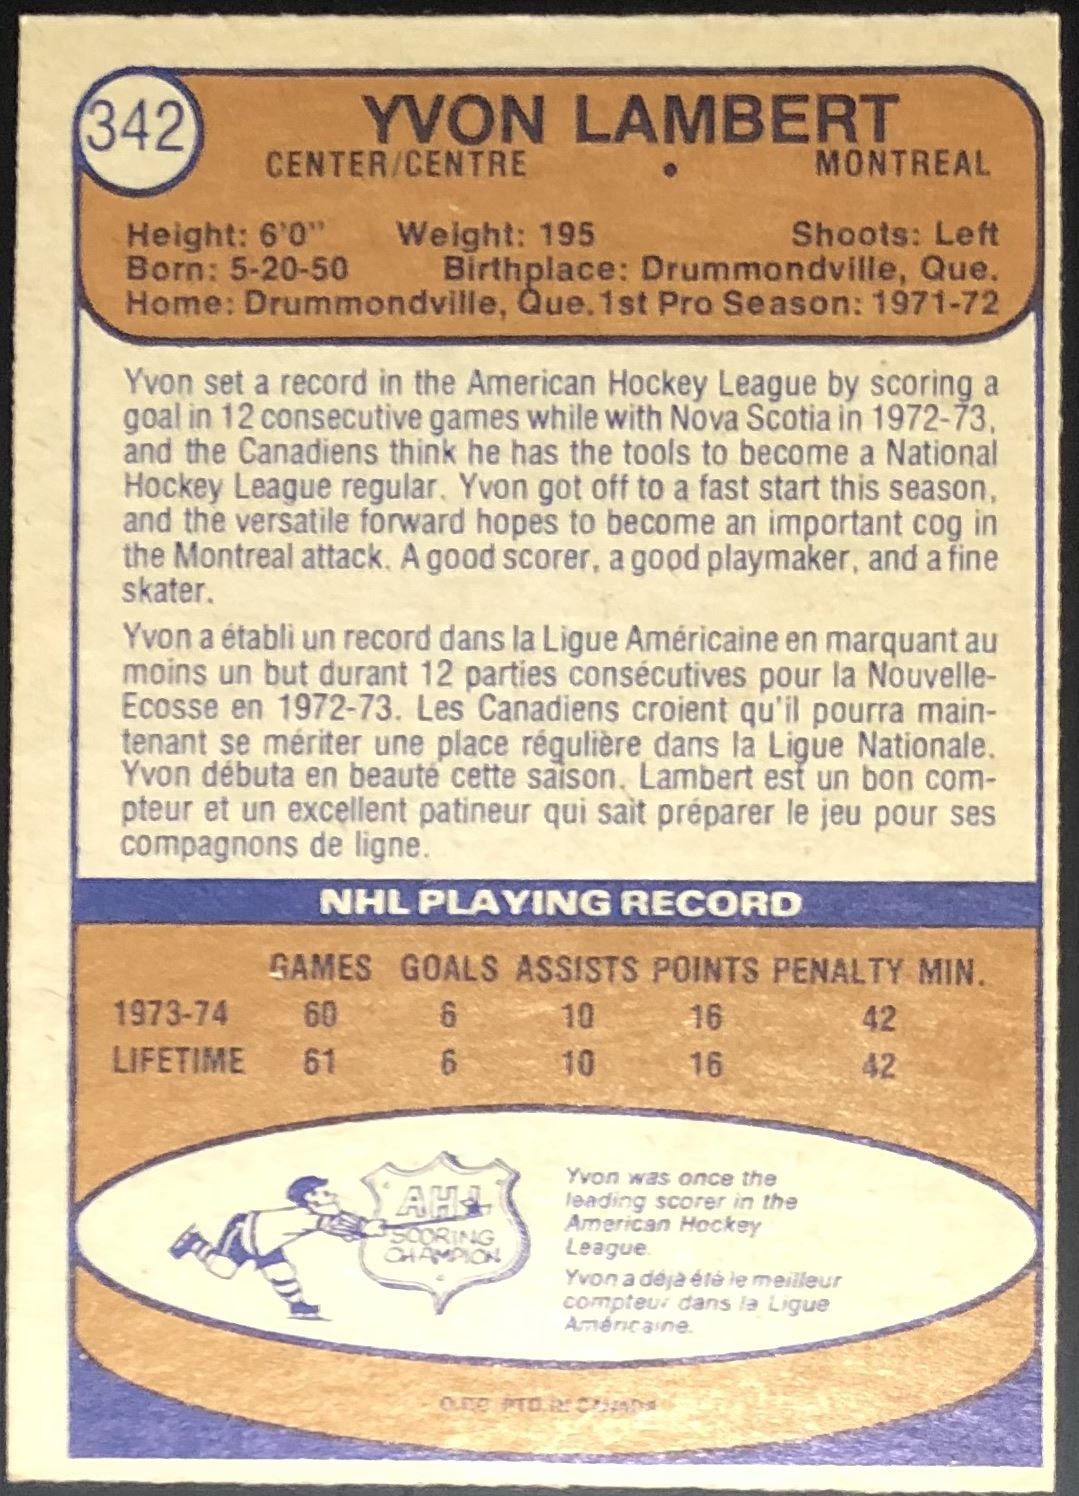 342
YVON LAMBERT
CENTER/CENTRE • MONTREAL
Height: 6'0" Weight: 195 Shoots: Left
Born: 5-20-50 Birthplace: Drummondville, Que.
Home: Drummondville, Que. 1st Pro Season: 1971-72
Yvon set a record in the American Hockey League by scoring a
goal in 12 consecutive games while with Nova Scotia in 1972-73,
and the Canadiens think he has the tools to become a National
Hockey League regular. Yvon got off to a fast start this season,
and the versatile forward hopes to become an important cog in
the Montreal attack. A good scorer, a good playmaker, and a fine
skater.
Yvon a établi un record dans la Ligue Américaine en marquant au
moins un but durant 12 parties consécutives pour la Nouvelle-
Ecosse en 1972-73. Les Canadiens croient qu'il pourra main-
tenant se mériter une place régulière dans la Ligue Nationale.
Yvon débuta en beauté cette saison. Lambert est un bon com-
pteur et un excellent patineur qui sait préparer le jeu pour ses
compagnons de ligne.
NHL PLAYING RECORD
GAMES GOALS ASSISTS POINTS PENALTY MIN.
1973-74 60 6 10 16 42
LIFETIME 61 6 10 16 42
AHL
SCORING
CHAMPION
Yvon was once the
leading scorer in the
American Hockey
League.
Yvon a déjà été le meilleur
compteur dans la Ligue
Américaine.
O.P.C. PTD. IN CANADA